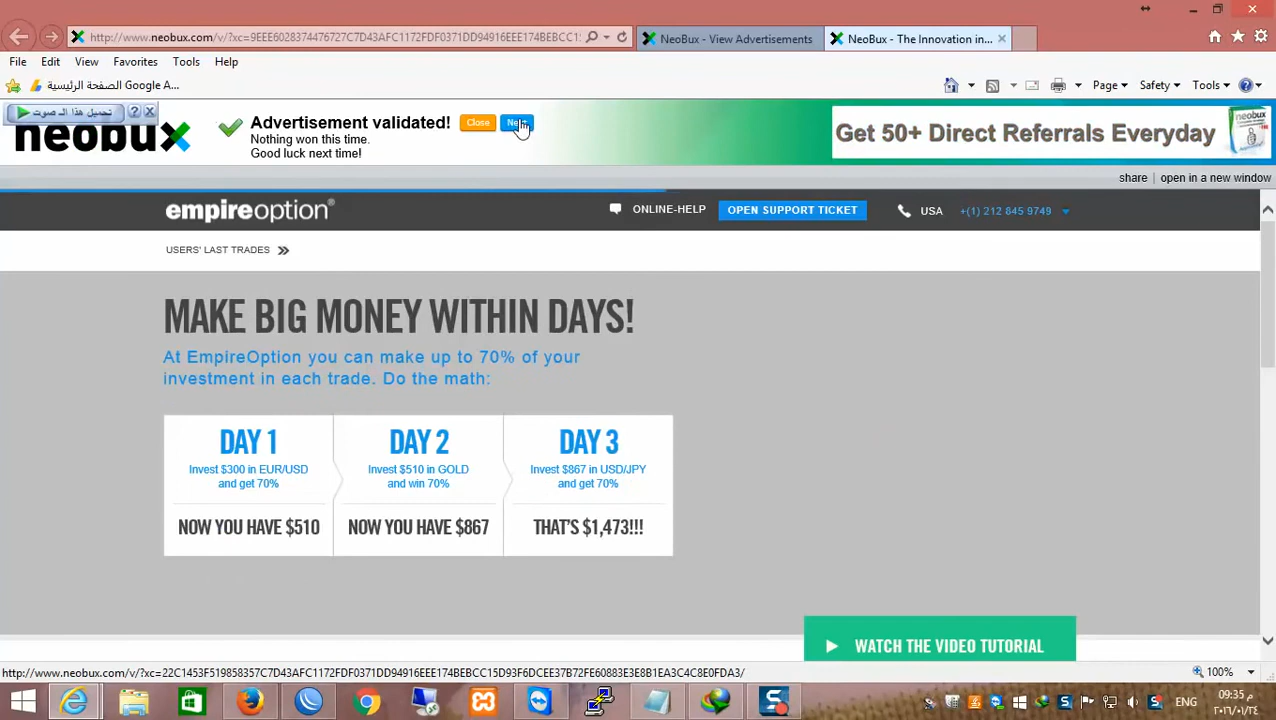 http://www.neobux.com/v/?xc=9EEE6028374476727C7D43AFC1172FDF0371DDD94916EEE174BEBCC15
NeoBux - View Advertisements
NeoBux - The Innovation in...
File Edit View Favorites Tools Help
الصفحة الرئيسية Google A...
Page Safety Tools
تحميل هذا الـ صوت
neobux
Advertisement validated! Close
Nothing won this time.
Good luck next time!
Get 50+ Direct Referrals Everyday
neobux
share | open in a new window
empireoption®
ONLINE-HELP
OPEN SUPPORT TICKET
USA
+(1) 212 845 9749
USERS' LAST TRADES
MAKE BIG MONEY WITHIN DAYS!
At EmpireOption you can make up to 70% of your
investment in each trade. Do the math:
DAY 1
Invest $300 in EUR/USD
and get 70%
NOW YOU HAVE $510
DAY 2
Invest $510 in GOLD
and win 70%
NOW YOU HAVE $867
DAY 3
Invest $867 in USD/JPY
and get 70%
THAT'S $1,473!!!
WATCH THE VIDEO TUTORIAL
http://www.neobux.com/v/?xc=22C1453F519858357C7D43AFC1172FDF0371DDD94916EEE174BEBCC15D93F6DCEE37B72FE60883E3E8B1EA3C4C8E0FDA3/
100%
ENG
09:35 م
٢٠١٦/٠١/٢٤